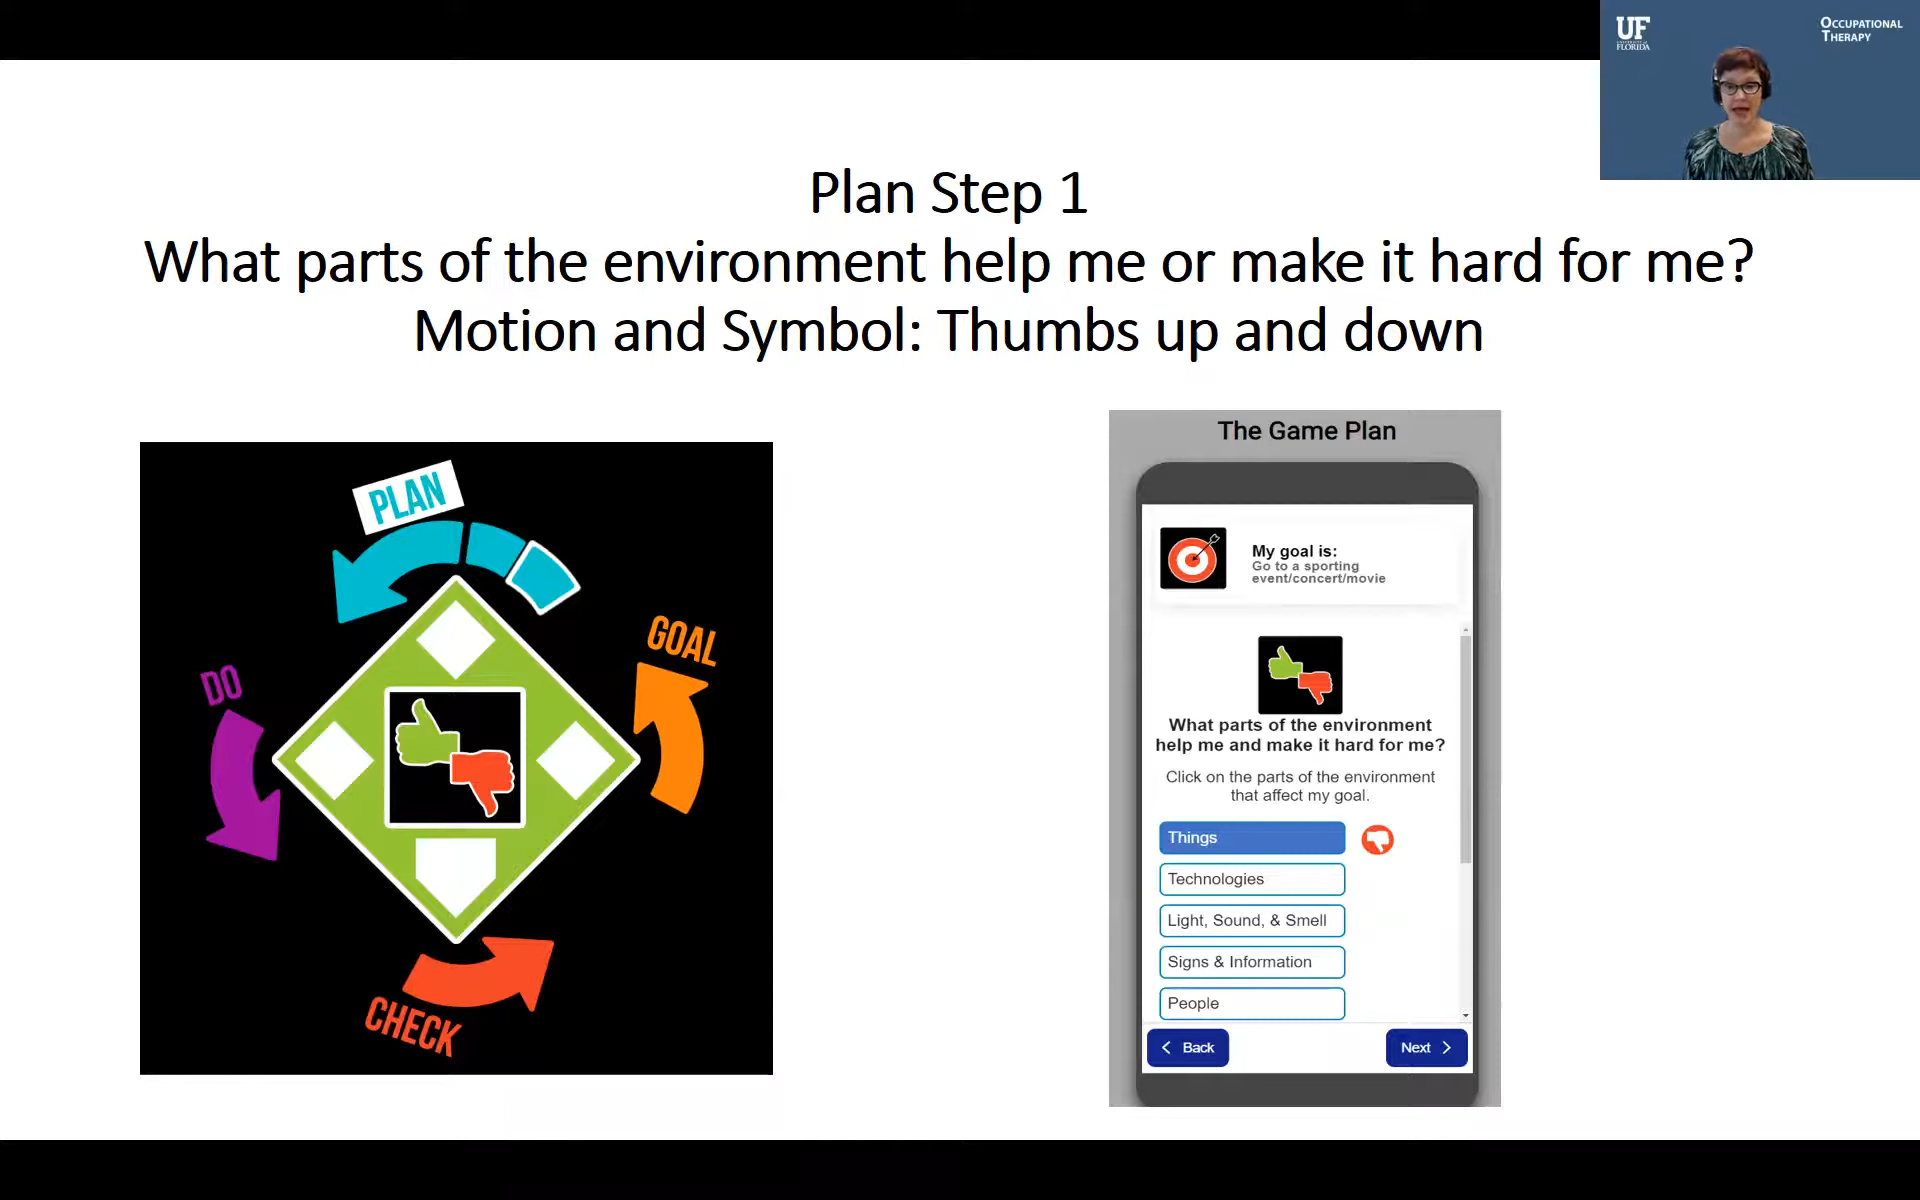 UF
UNIVERSITY of
FLORIDA
OCCUPATIONAL
THERAPY
Plan Step 1
What parts of the environment help me or make it hard for me?
Motion and Symbol: Thumbs up and down
PLAN
GOAL
DO
CHECK
The Game Plan
My goal is:
Go to a sporting
event/concert/movie
What parts of the environment
help me and make it hard for me?
Click on the parts of the environment
that affect my goal.
Things
Technologies
Light, Sound, & Smell
Signs & Information
People
Back
Next